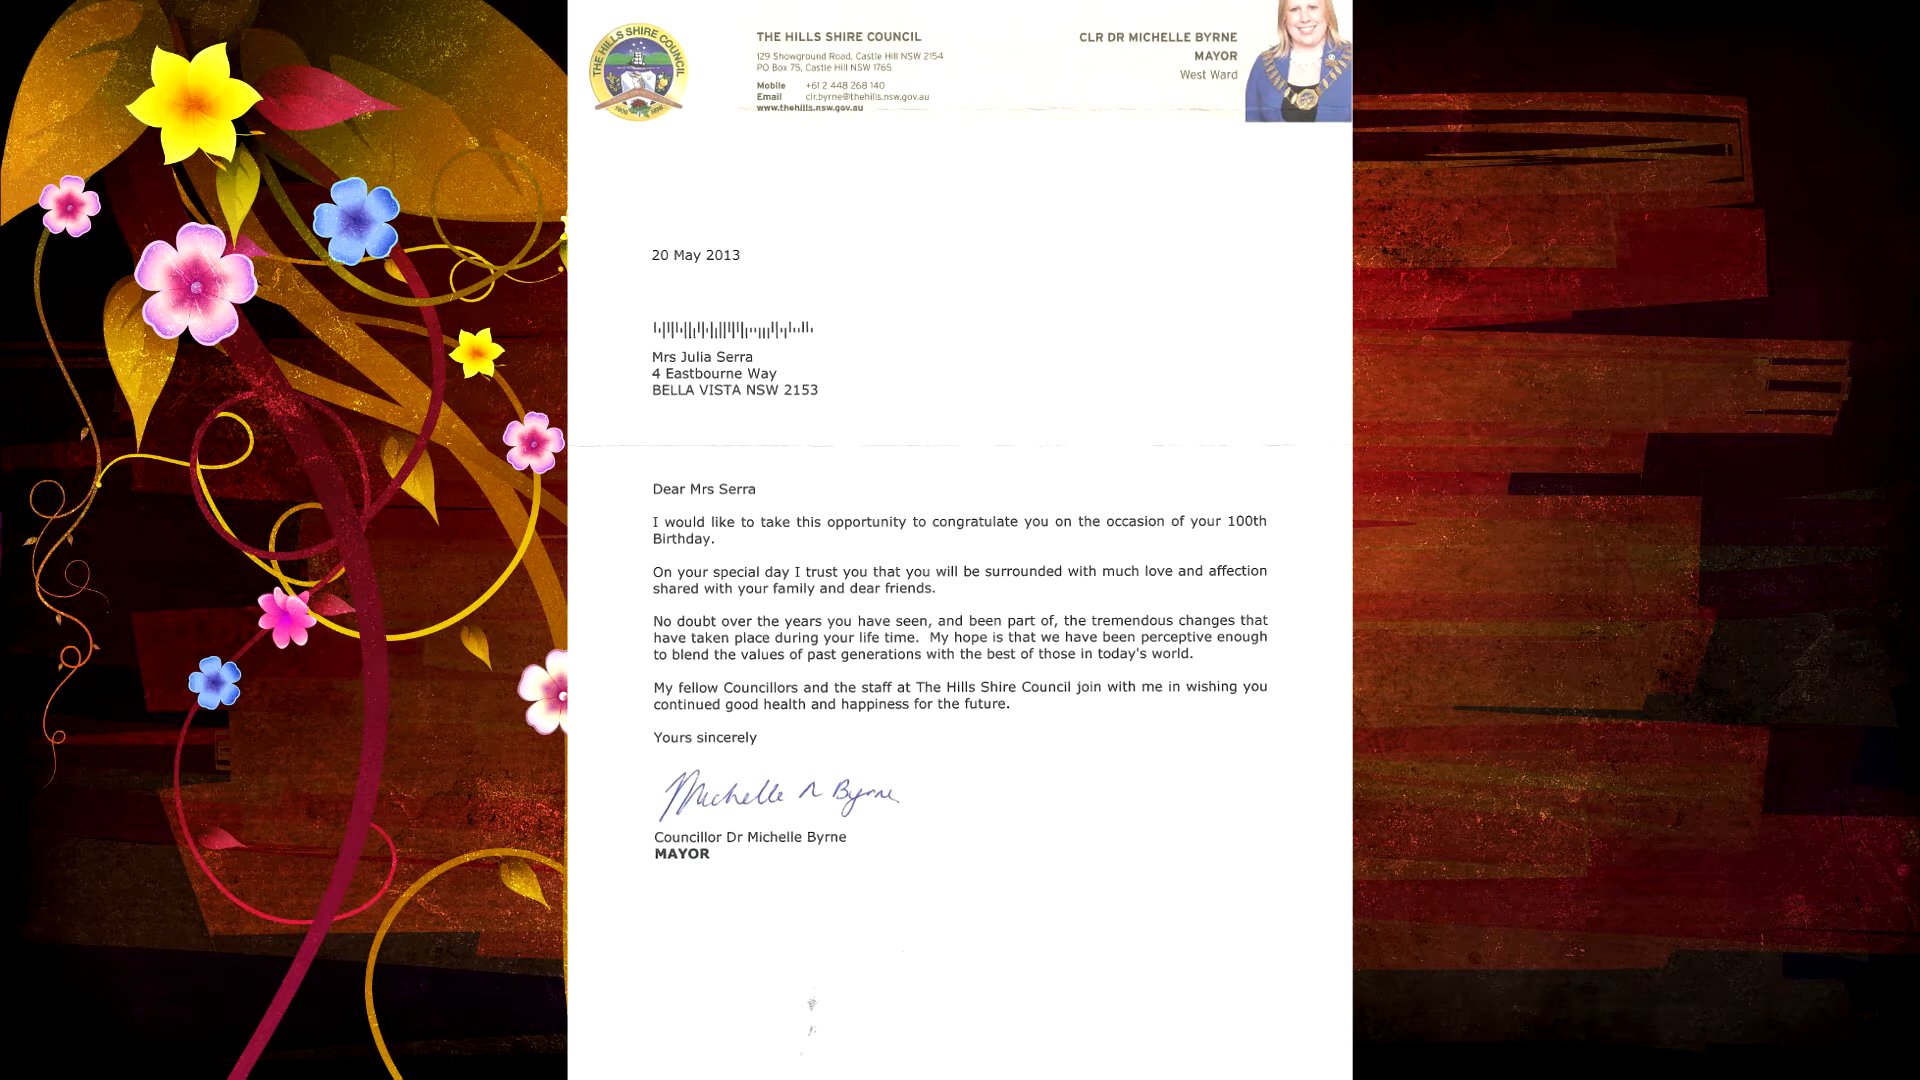 THE HILLS SHIRE COUNCIL
THE HILLS SHIRE COUNCIL
129 Showground Road, Castle Hill NSW 2154
PO Box 75, Castle Hill NSW 1765
Mobile +61 2 448 268 140
Email clr.byrne@thehills.nsw.gov.au
www.thehills.nsw.gov.au
CLR DR MICHELLE BYRNE
MAYOR
West Ward
20 May 2013
Mrs Julia Serra
4 Eastbourne Way
BELLA VISTA NSW 2153
Dear Mrs Serra
I would like to take this opportunity to congratulate you on the occasion of your 100th
Birthday.
On your special day I trust you that you will be surrounded with much love and affection
shared with your family and dear friends.
No doubt over the years you have seen, and been part of, the tremendous changes that
have taken place during your life time. My hope is that we have been perceptive enough
to blend the values of past generations with the best of those in today's world.
My fellow Councillors and the staff at The Hills Shire Council join with me in wishing you
continued good health and happiness for the future.
Yours sincerely
Michelle Byrne
Councillor Dr Michelle Byrne
MAYOR